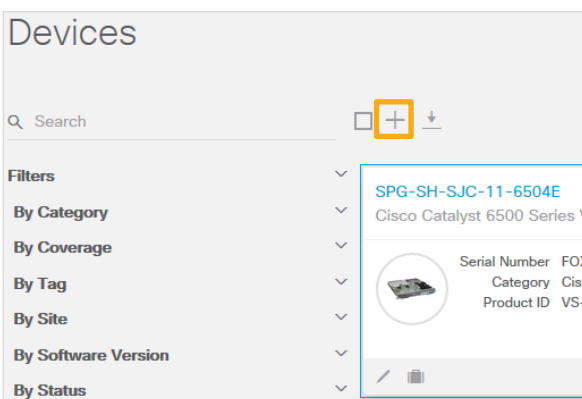 Devices
Search
Filters
By Category
By Coverage
By Tag
By Site
By Software Version
By Status
SPG-SH-SJC-11-6504E
Cisco Catalyst 6500 Series
Serial Number
Category
Product ID VS-